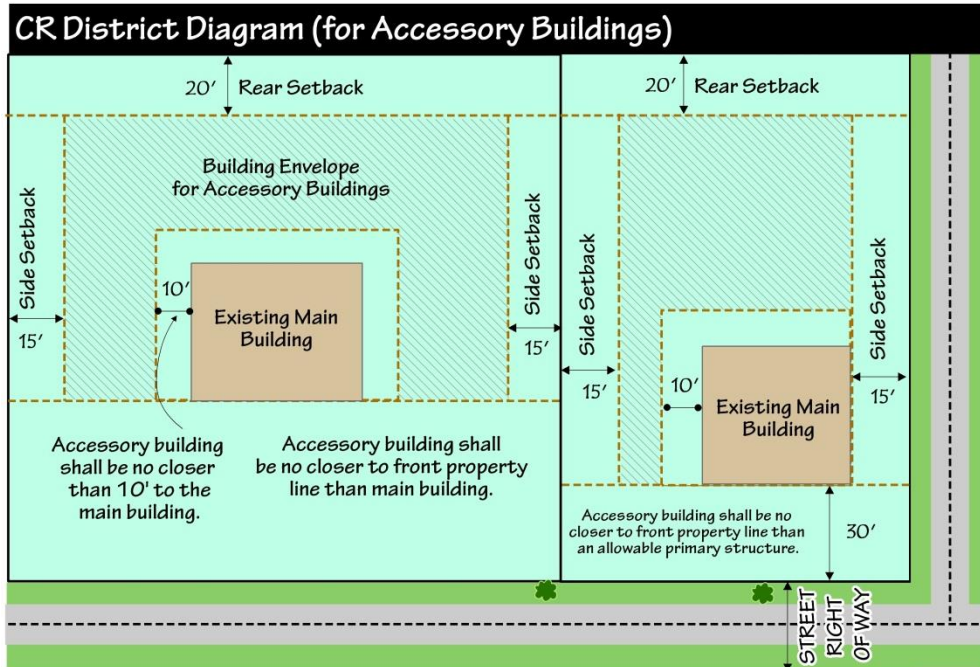 CR District Diagram (for Accessory Buildings)
20' Rear Setback
20' Rear Setback
Building Envelope
for Accessory Buildings
Side Setback
15'
10'
Existing Main
Building
Side Setback
15'
Accessory building
shall be no closer
than 10' to the
main building.
Accessory building shall
be no closer to front property
line than main building.
Side Setback
15'
10'
Existing Main
Building
Side Setback
15'
Accessory building shall be no
closer to front property line than
an allowable primary structure.
30'
STREET
RIGHT
OF WAY